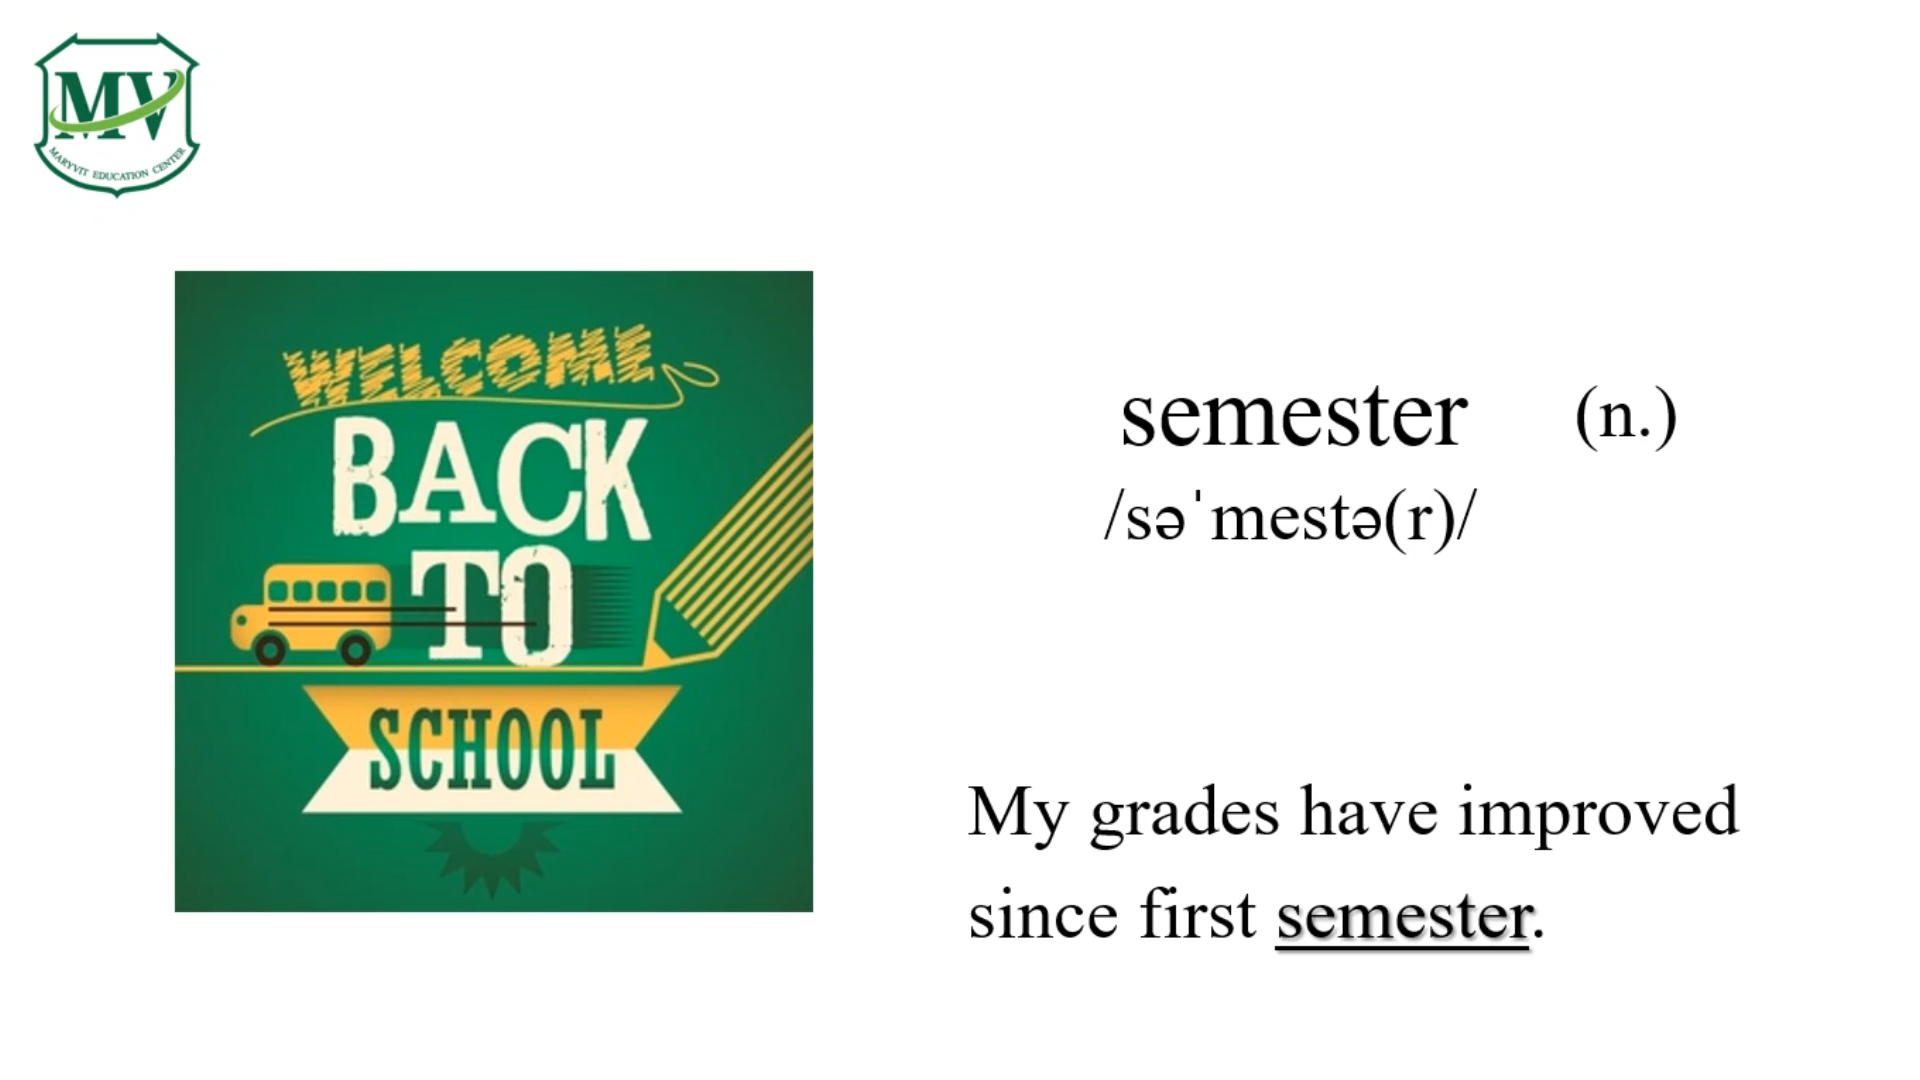 MV
MARYVIT EDUCATION CENTER
WELCOME
BACK
TO
SCHOOL
semester (n.)
/səˈmestə(r)/
My grades have improved
since first semester.